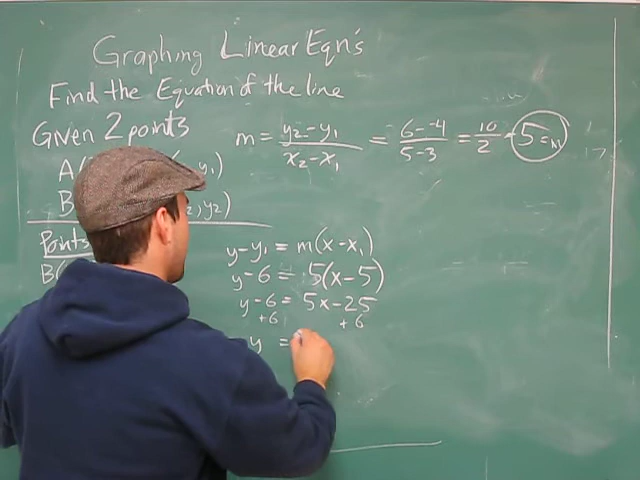 Graphing Linear Eqn's
Find the Equation of the line
Given 2 points
m = y₂-y₁/x₂-x₁ = 6--4/5-3 = 10/2 = 5 = m
A( y₁)
B y₂)
Points
B(
y-y₁ = m(x-x₁)
y-6 = 5(x-5)
y-6 = 5x-25
+6 +6
y =